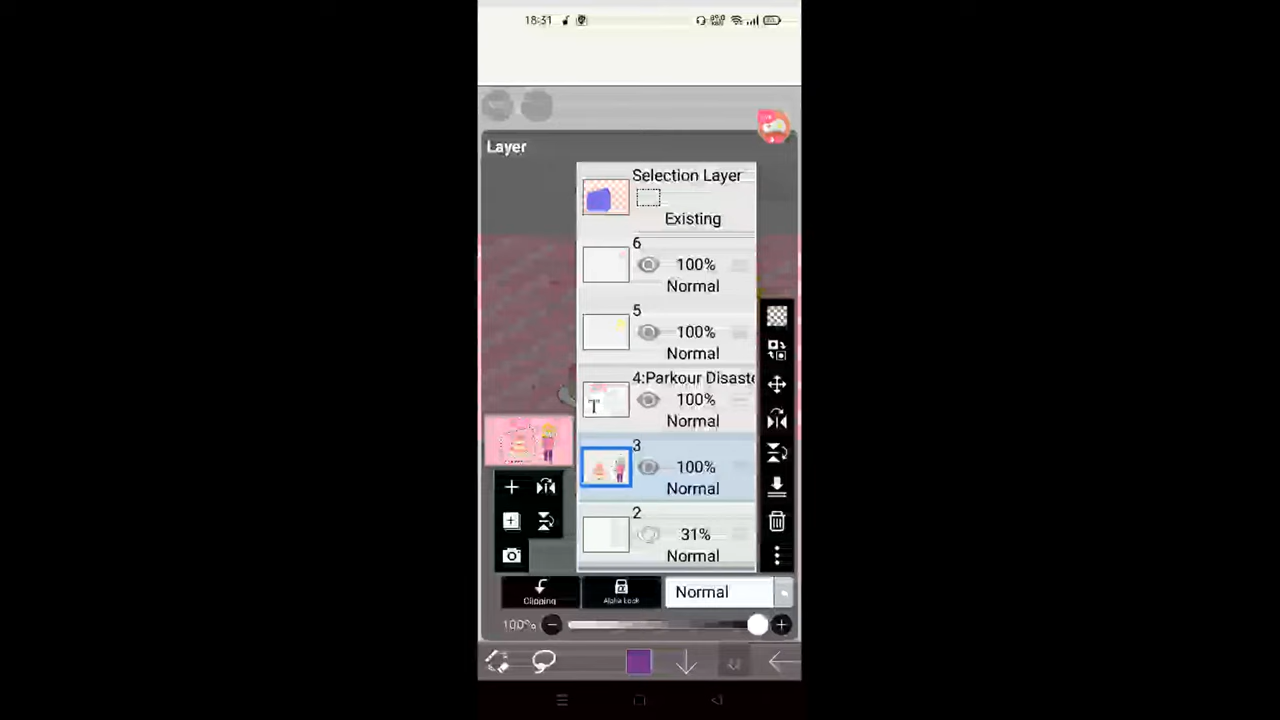 18:31
Layer
Selection Layer
Existing
6
100%
Normal
5
100%
Normal
4:Parkour Disaste
T
100%
Normal
3
100%
Normal
2
31%
Normal
Clipping
Alpha Lock
Normal
100%